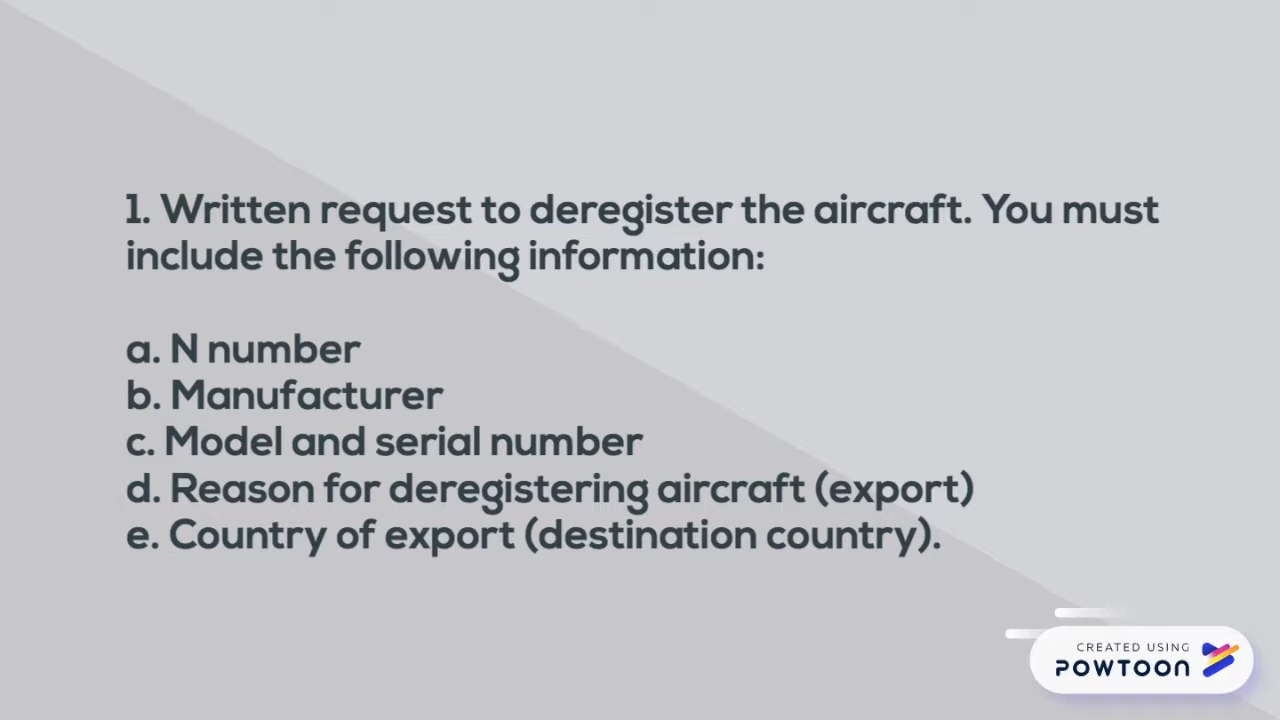 1. Written request to deregister the aircraft. You must
include the following information:
a. N number
b. Manufacturer
c. Model and serial number
d. Reason for deregistering aircraft (export)
e. Country of export (destination country).
CREATED USING
POWTOON